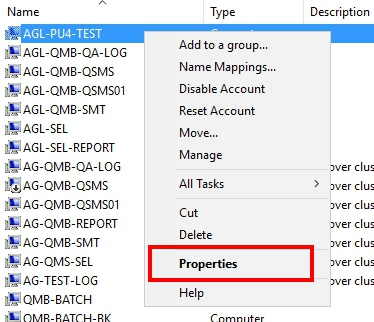 Name Type
AGL-PU4-TEST
AGL-QMB-QA-LOG
AGL-QMB-QSMS
AGL-QMB-QSMS01
AGL-QMB-SMT
AGL-SEL
AGL-SEL-REPORT
AG-QMB-QA-LOG over clus
AG-QMB-QSMS over clus
AG-QMB-QSMS01 over clus
AG-QMB-REPORT over clus
AG-QMB-SMT over clus
AG-QMS-SEL over clus
AG-TEST-LOG over clus
QMB-BATCH
QMB-BATCH-BK Computer
Add to a group...
Name Mappings...
Disable Account
Reset Account
Move...
Manage
All Tasks
Cut
Delete
Properties
Help